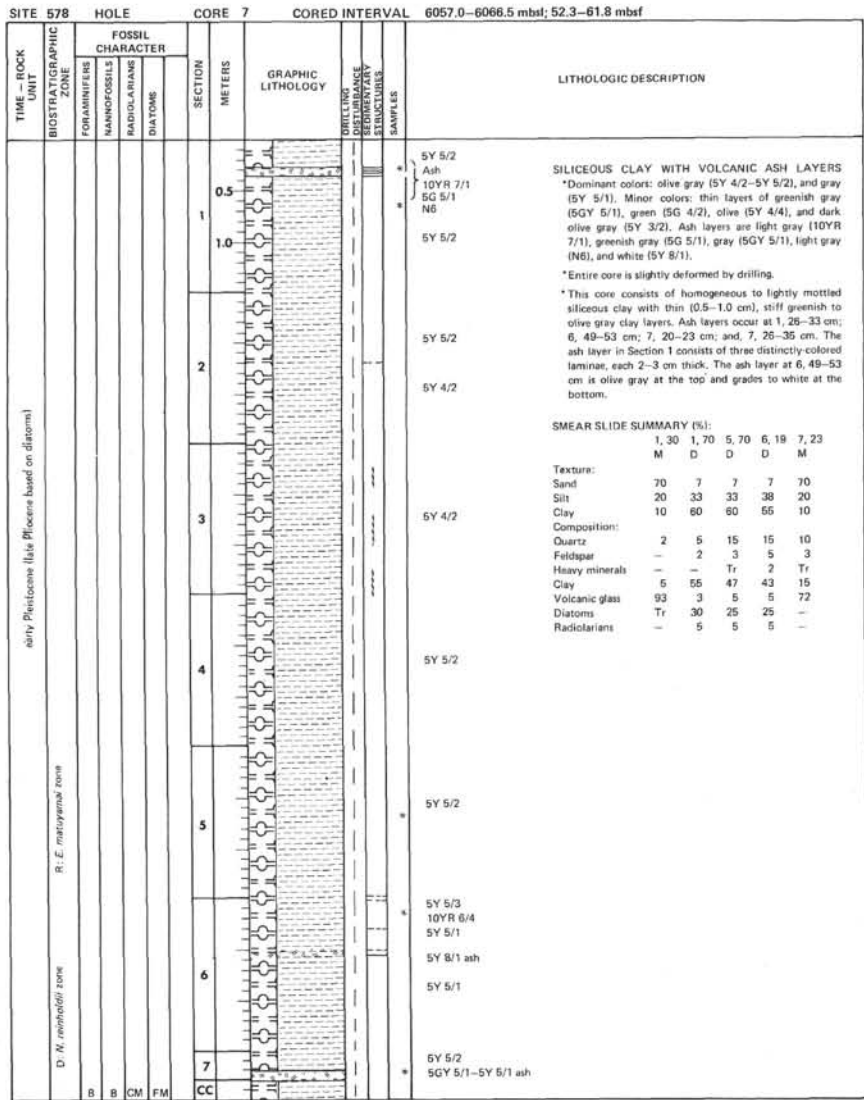 SITE 578 HOLE CORE 7 CORED INTERVAL 6057.0–6066.5 mbsl; 52.3–61.8 mbsf
TIME – ROCK UNIT
BIOSTRATIGRAPHIC ZONE
FOSSIL CHARACTER
FORAMINIFERS
NANNOFOSSILS
RADIOLARIANS
DIATOMS
SECTION
METERS
GRAPHIC LITHOLOGY
DRILLING DISTURBANCE
SEDIMENTARY STRUCTURES
SAMPLES
LITHOLOGIC DESCRIPTION
early Pleistocene (late Pliocene based on diatoms)
R: E. matuyamai zone
D: N. reinholdii zone
B B CM FM
1
0.5
1.0
2
3
4
5
6
7
CC
*
*
*
*
*
5Y 5/2
Ash
10YR 7/1
5G 5/1
N6
5Y 5/2
5Y 5/2
5Y 4/2
5Y 4/2
5Y 5/2
5Y 5/2
5Y 5/3
10YR 6/4
5Y 5/1
5Y 8/1 ash
5Y 5/1
5Y 5/2
5GY 5/1–5Y 5/1 ash
SILICEOUS CLAY WITH VOLCANIC ASH LAYERS
*Dominant colors: olive gray (5Y 4/2–5Y 5/2), and gray
(5Y 5/1). Minor colors: thin layers of greenish gray
(5GY 5/1), green (5G 4/2), olive (5Y 4/4), and dark
olive gray (5Y 3/2). Ash layers are light gray (10YR
7/1), greenish gray (5G 5/1), gray (5GY 5/1), light gray
(N6), and white (5Y 8/1).
*Entire core is slightly deformed by drilling.
*This core consists of homogeneous to lightly mottled
siliceous clay with thin (0.5–1.0 cm), stiff greenish to
olive gray clay layers. Ash layers occur at 1, 26–33 cm;
6, 49–53 cm; 7, 20–23 cm; and, 7, 26–35 cm. The
ash layer in Section 1 consists of three distinctly-colored
laminae, each 2–3 cm thick. The ash layer at 6, 49–53
cm is olive gray at the top and grades to white at the
bottom.
SMEAR SLIDE SUMMARY (%):
1, 30 1, 70 5, 70 6, 19 7, 23
M D D D M
Texture:
Sand 70 7 7 7 70
Silt 20 33 33 38 20
Clay 10 60 60 55 10
Composition:
Quartz 2 5 15 15 10
Feldspar — 2 3 5 3
Heavy minerals — — Tr 2 Tr
Clay 5 55 47 43 15
Volcanic glass 93 3 5 5 72
Diatoms Tr 30 25 25 —
Radiolarians — 5 5 5 —